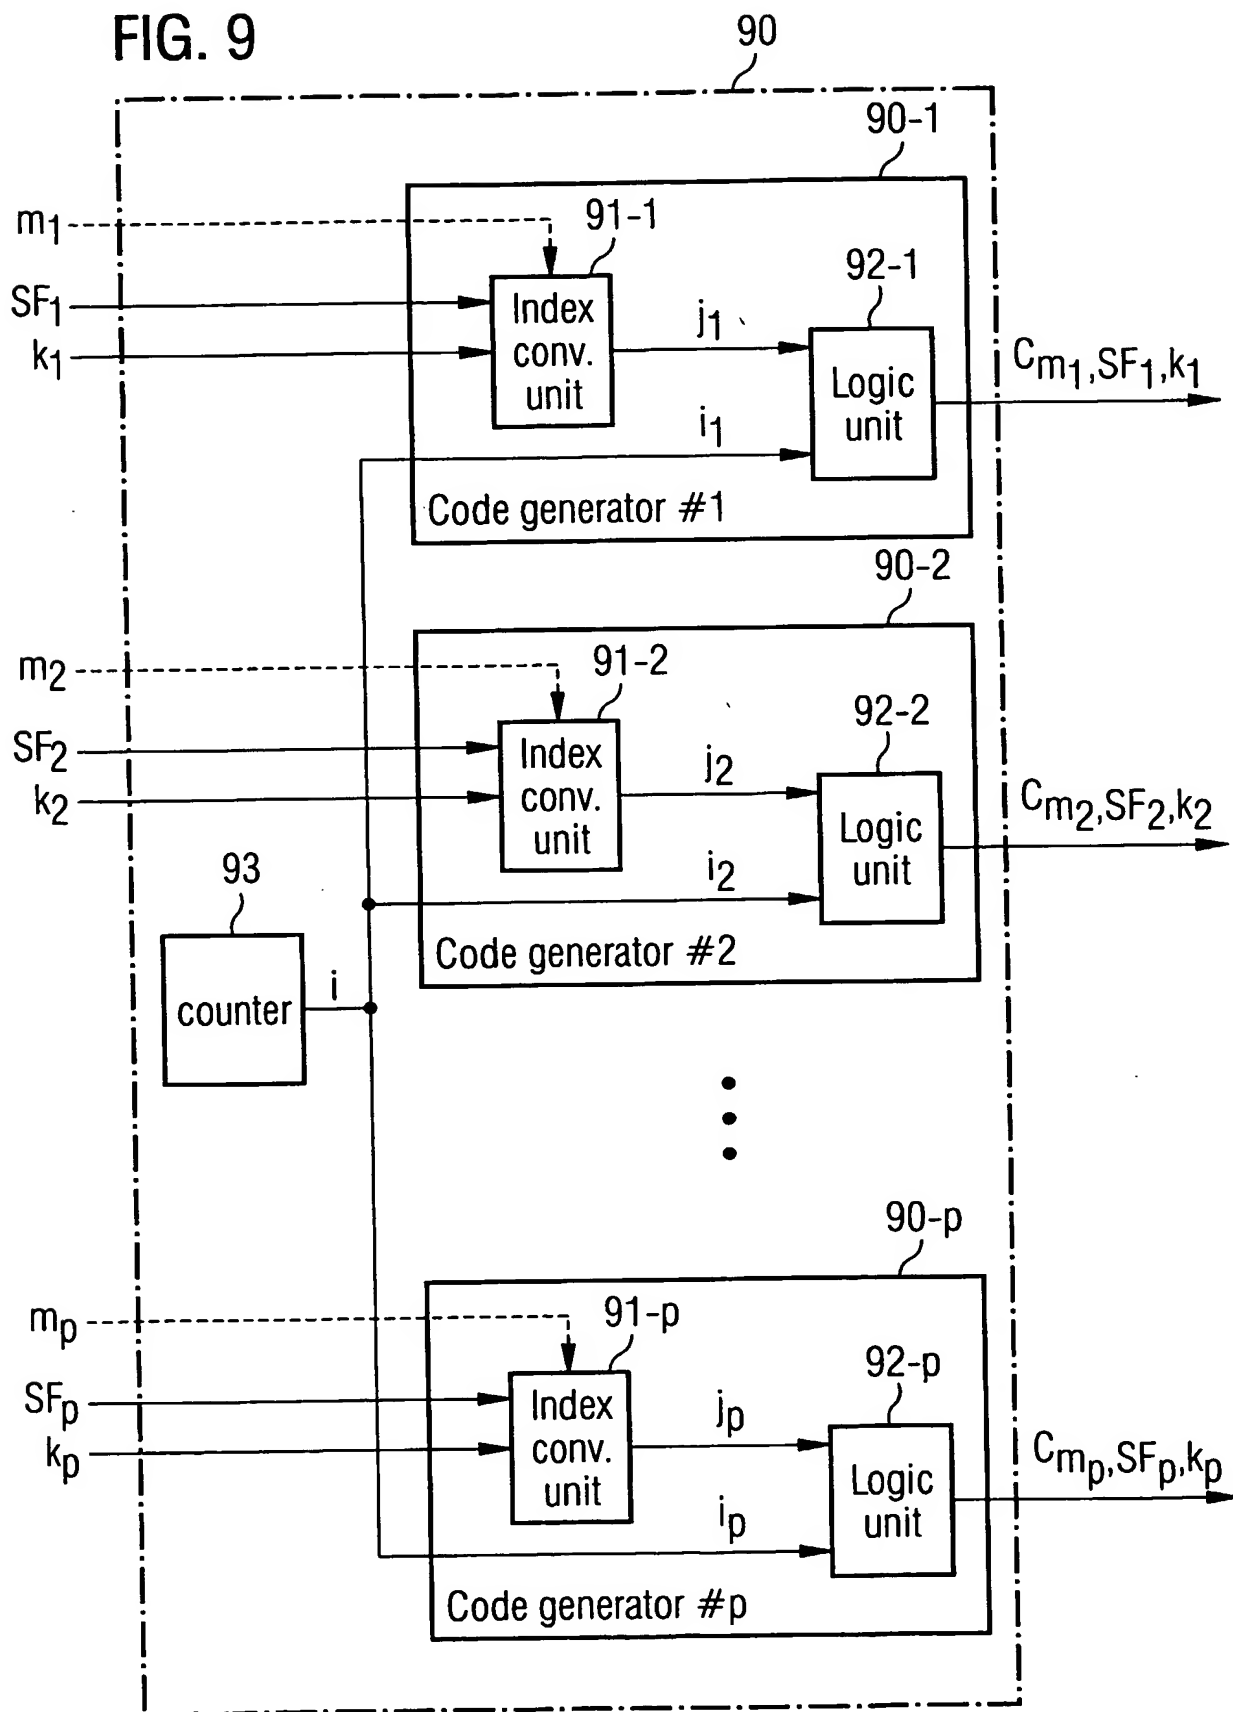 FIG. 9
90
90-1
m1
91-1
92-1
SF1
k1
Index
conv.
unit
j1
i1
Logic
unit
Cm1,SF1,k1
Code generator #1
90-2
m2
91-2
92-2
SF2
k2
Index
conv.
unit
j2
i2
Logic
unit
Cm2,SF2,k2
Code generator #2
93
counter
i
90-p
mp
91-p
92-p
SFp
kp
Index
conv.
unit
jp
ip
Logic
unit
Cmp,SFp,kp
Code generator #p